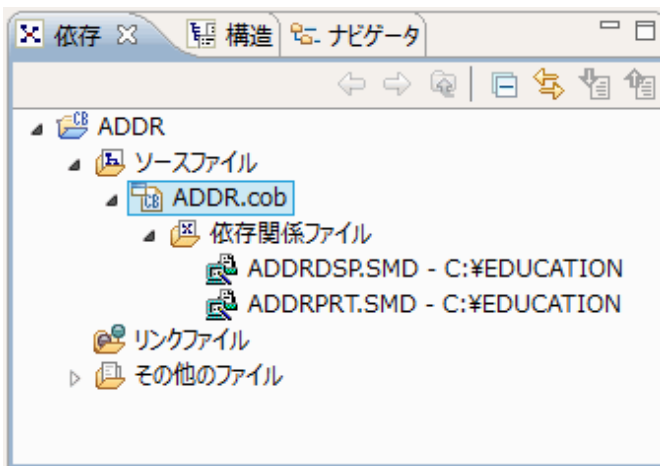 依存 構造 ナビゲータ
ADDR
ソースファイル
ADDR.cob
依存関係ファイル
ADDRDSP.SMD - C:¥EDUCATION
ADDRPRT.SMD - C:¥EDUCATION
リンクファイル
その他のファイル